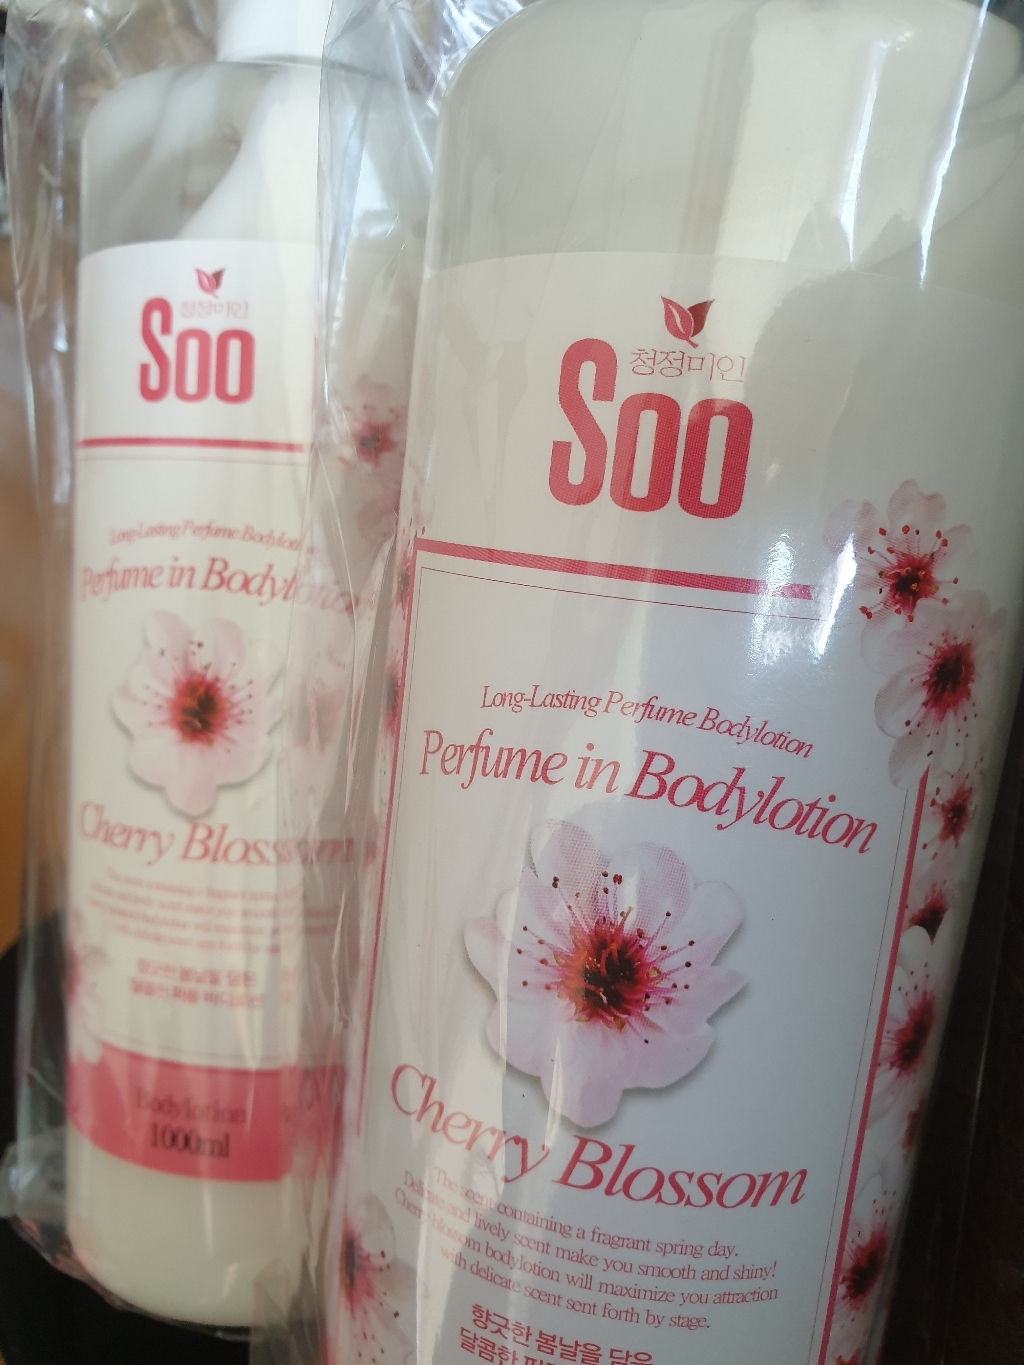 청정미인
Soo
Long-Lasting Perfume Bodylotion
Perfume in Bodylotion
Cherry Blossom
Bodylotion
1000ml
청정미인
Soo
Long-Lasting Perfume Bodylotion
Perfume in Bodylotion
Cherry Blossom
The scent containing a fragrant spring day.
Delicate and lively scent make you smooth and shiny!
Cherry blossom bodylotion will maximize you attraction
with delicate scent sent forth by stage.
향긋한 봄날을 담은
달콤한